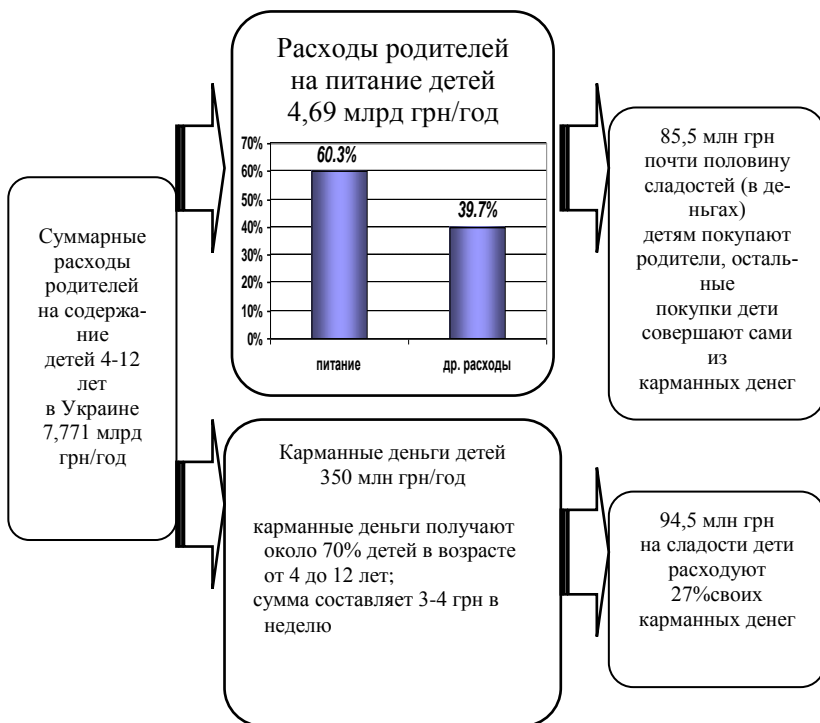 Суммарные
расходы
родителей
на содержа-
ние
детей 4-12
лет
в Украине
7,771 млрд
грн/год
Расходы родителей
на питание детей
4,69 млрд грн/год
70%
60%
50%
40%
30%
20%
10%
0%
60.3%
39.7%
питание
др. расходы
85,5 млн грн
почти половину
сладостей (в де-
ньгах)
детям покупают
родители, осталь-
ные
покупки дети
совершают сами
из
карманных денег
Карманные деньги детей
350 млн грн/год
карманные деньги получают
около 70% детей в возрасте
от 4 до 12 лет;
сумма составляет 3-4 грн в
неделю
94,5 млн грн
на сладости дети
расходуют
27%своих
карманных денег